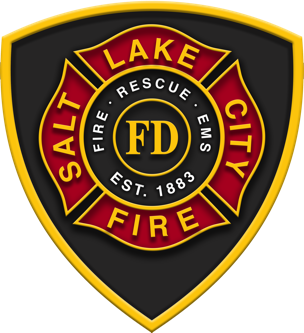 SALT
LAKE
CITY
FIRE
FIRE · RESCUE · EMS
EST. 1883
FD